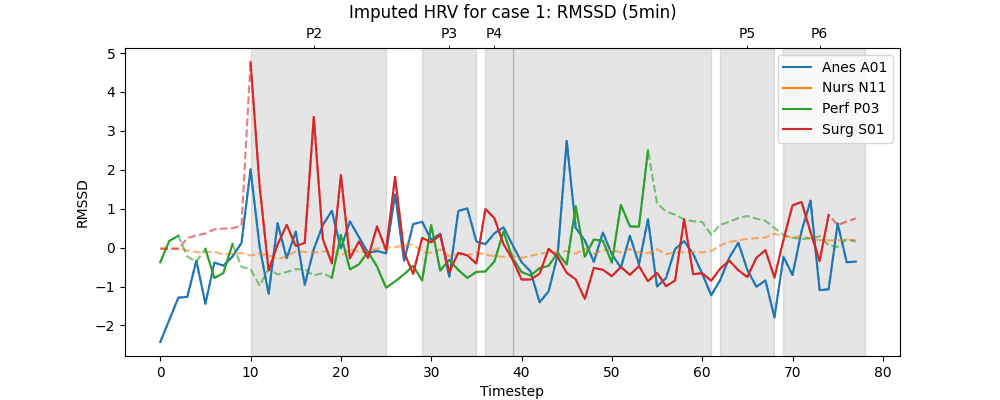 Imputed HRV for case 1: RMSSD (5min)
P2 P3 P4 P5 P6
RMSSD
5
4
3
2
1
0
−1
−2
Anes A01
Nurs N11
Perf P03
Surg S01
0 10 20 30 40 50 60 70 80
Timestep